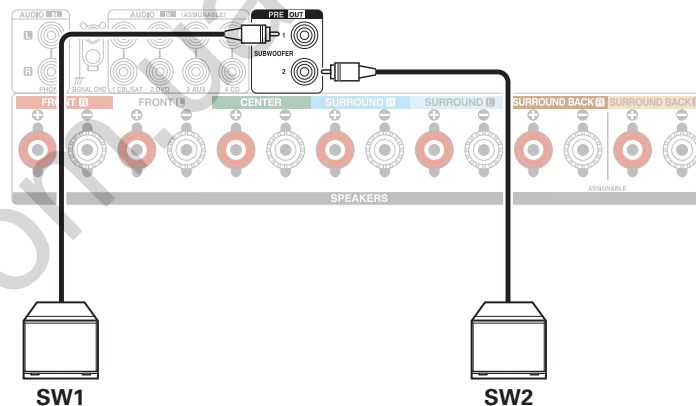 AUDIO IN
AUDIO IN (ASSIGNABLE)
PRE OUT
L
1
SUBWOOFER
R
2
PHONO
SIGNAL GND
1 CBL/SAT
2 DVD
3 AUX
4 CD
FRONT R
FRONT L
CENTER
SURROUND R
SURROUND L
SURROUND BACK R
SURROUND BACK
ASSIGNABLE
SPEAKERS
SW1
SW2